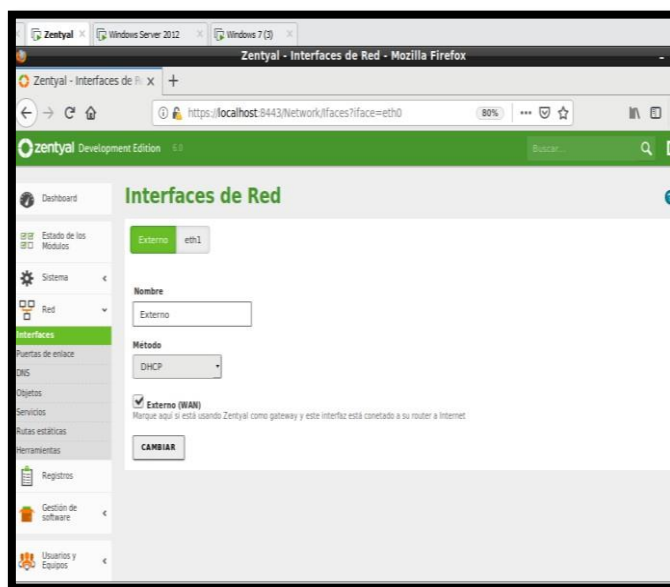 Zentyal
Windows Server 2012
Windows 7 (3)
Zentyal - Interfaces de Red - Mozilla Firefox
Zentyal - Interfaces de
https://localhost:8443/Network/Ifaces?iface=eth0
80%
zentyal Development Edition 6.0
Buscar...
Dashboard
Estado de los
Modulos
Sistema
Red
Interfaces
Puertas de enlace
DNS
Objetos
Servicios
Rutas estáticas
Herramientas
Registros
Gestión de
software
Usuarios y
Equipos
Interfaces de Red
Externo
eth1
Nombre
Externo
Método
DHCP
Externo (WAN)
Marque aquí si está usando Zentyal como gateway y este interfaz está conetado a su router a Internet
CAMBIAR